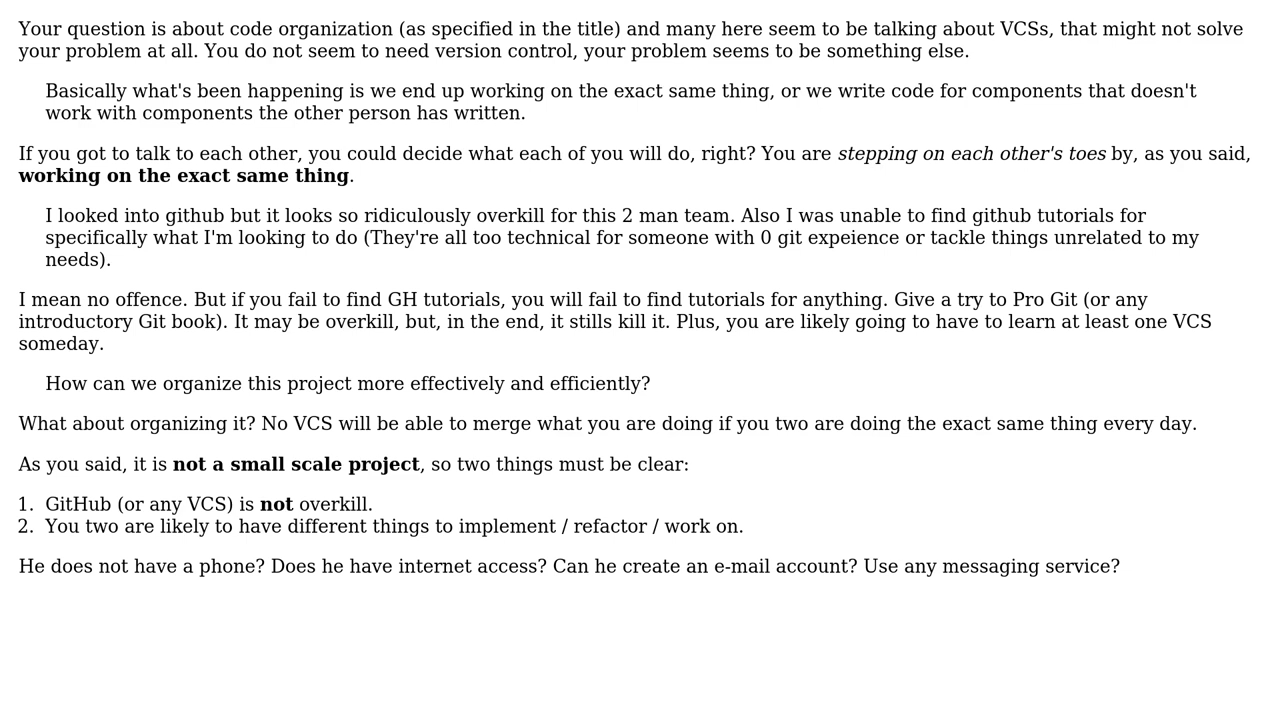 Your question is about code organization (as specified in the title) and many here seem to be talking about VCSs, that might not solve
your problem at all. You do not seem to need version control, your problem seems to be something else.
Basically what's been happening is we end up working on the exact same thing, or we write code for components that doesn't
work with components the other person has written.
If you got to talk to each other, you could decide what each of you will do, right? You are stepping on each other's toes by, as you said,
working on the exact same thing.
I looked into github but it looks so ridiculously overkill for this 2 man team. Also I was unable to find github tutorials for
specifically what I'm looking to do (They're all too technical for someone with 0 git expeience or tackle things unrelated to my
needs).
I mean no offence. But if you fail to find GH tutorials, you will fail to find tutorials for anything. Give a try to Pro Git (or any
introductory Git book). It may be overkill, but, in the end, it stills kill it. Plus, you are likely going to have to learn at least one VCS
someday.
How can we organize this project more effectively and efficiently?
What about organizing it? No VCS will be able to merge what you are doing if you two are doing the exact same thing every day.
As you said, it is not a small scale project, so two things must be clear:
1. GitHub (or any VCS) is not overkill.
2. You two are likely to have different things to implement / refactor / work on.
He does not have a phone? Does he have internet access? Can he create an e-mail account? Use any messaging service?